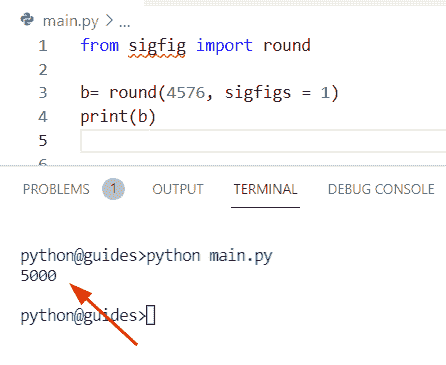 main.py > ...
1 from sigfig import round
2
3 b= round(4576, sigfigs = 1)
4 print(b)
5
6
PROBLEMS 1 OUTPUT TERMINAL DEBUG CONSOLE
python@guides>python main.py
5000
python@guides>